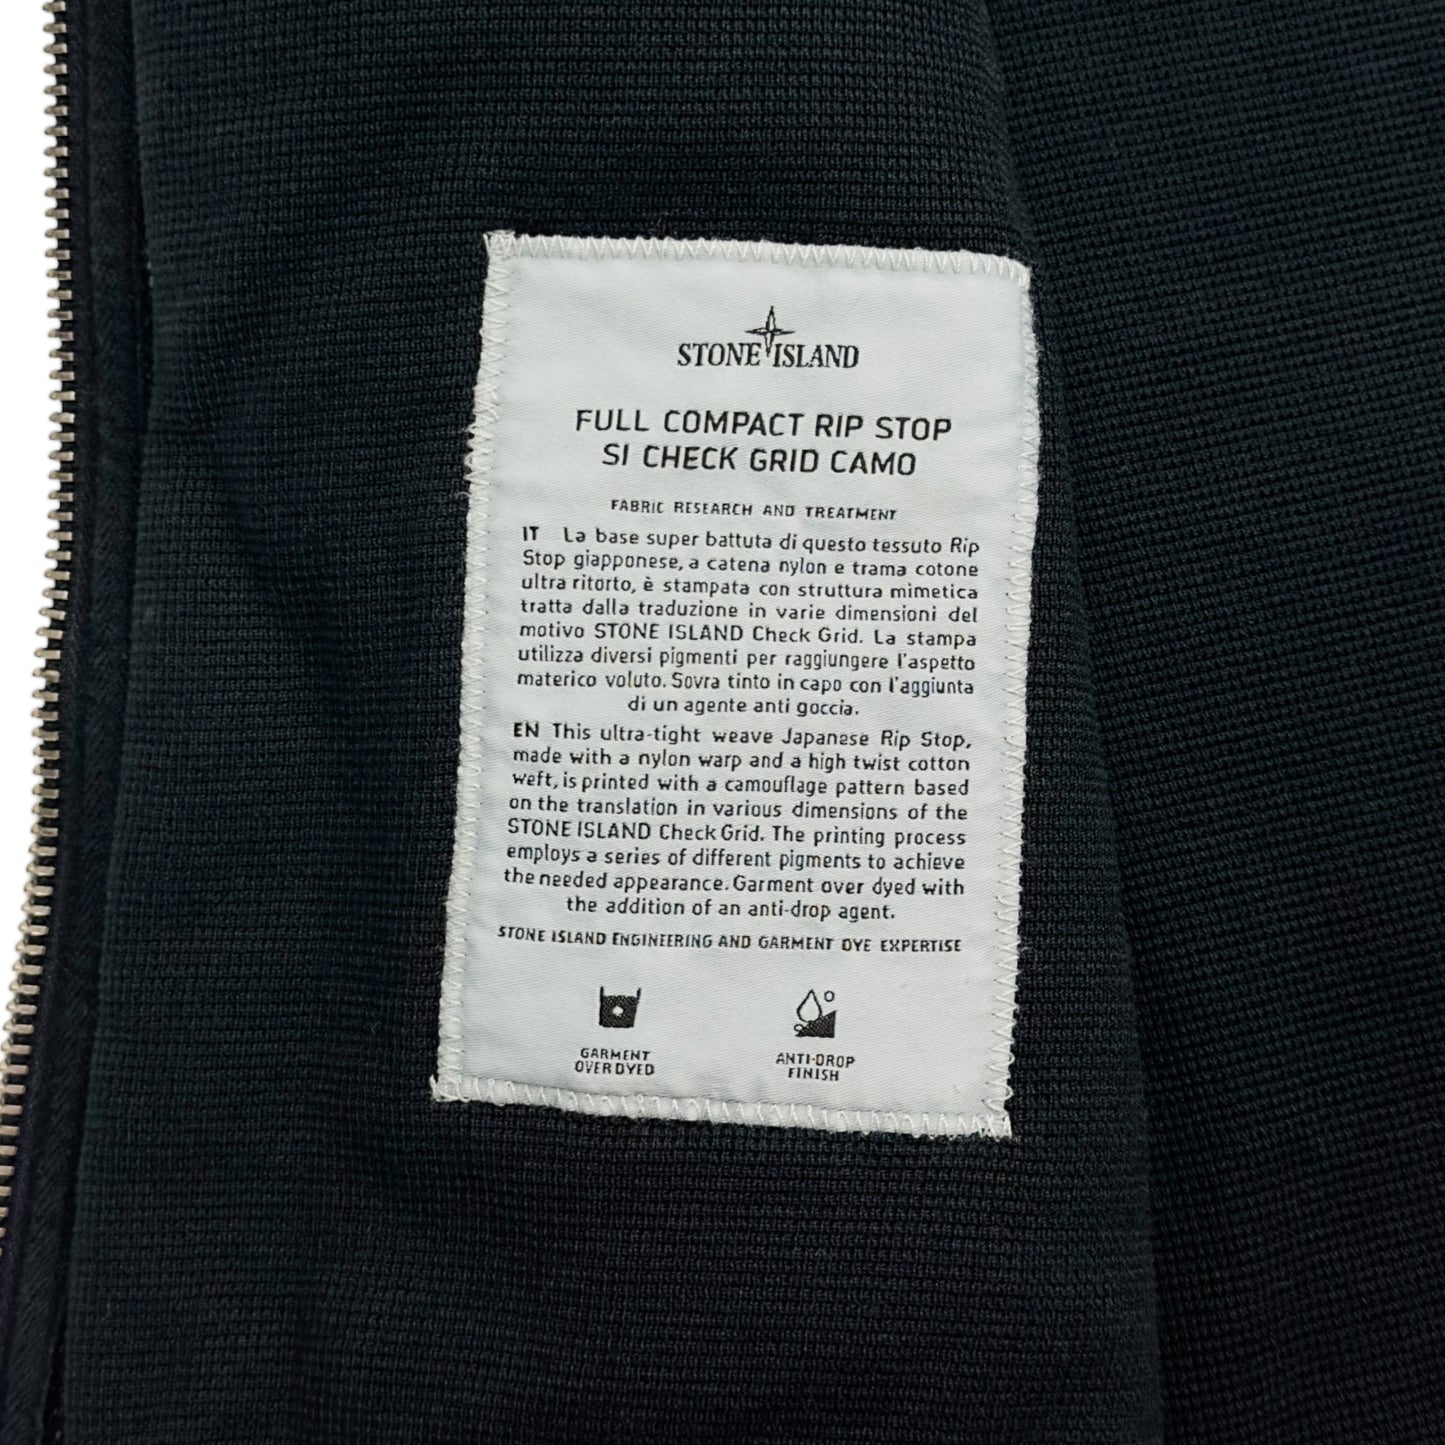 STONE ISLAND
FULL COMPACT RIP STOP
SI CHECK GRID CAMO
FABRIC RESEARCH AND TREATMENT
IT La base super battuta di questo tessuto Rip
Stop giapponese, a catena nylon e trama cotone
ultra ritorto, è stampata con struttura mimetica
tratta dalla traduzione in varie dimensioni del
motivo STONE ISLAND Check Grid. La stampa
utilizza diversi pigmenti per raggiungere l'aspetto
materico voluto. Sovra tinto in capo con l'aggiunta
di un agente anti goccia.
EN This ultra-tight weave Japanese Rip Stop,
made with a nylon warp and a high twist cotton
weft, is printed with a camouflage pattern based
on the translation in various dimensions of the
STONE ISLAND Check Grid. The printing process
employs a series of different pigments to achieve
the needed appearance. Garment over dyed with
the addition of an anti-drop agent.
STONE ISLAND ENGINEERING AND GARMENT DYE EXPERTISE
GARMENT
OVERDYED
ANTI-DROP
FINISH